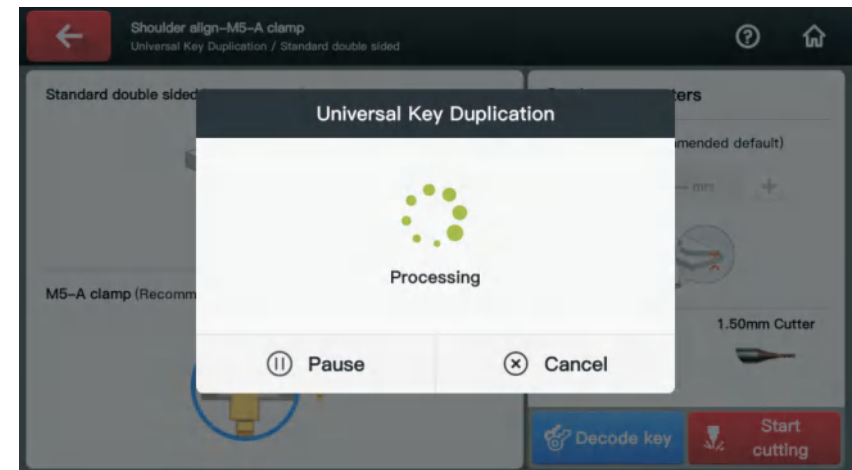 Shoulder align-M5-A clamp
Universal Key Duplication / Standard double sided
Standard double sided
Universal Key Duplication
mended default)
mm
Processing
M5-A clamp (Recomm
1.50mm Cutter
Pause
Cancel
Decode key
Start
cutting